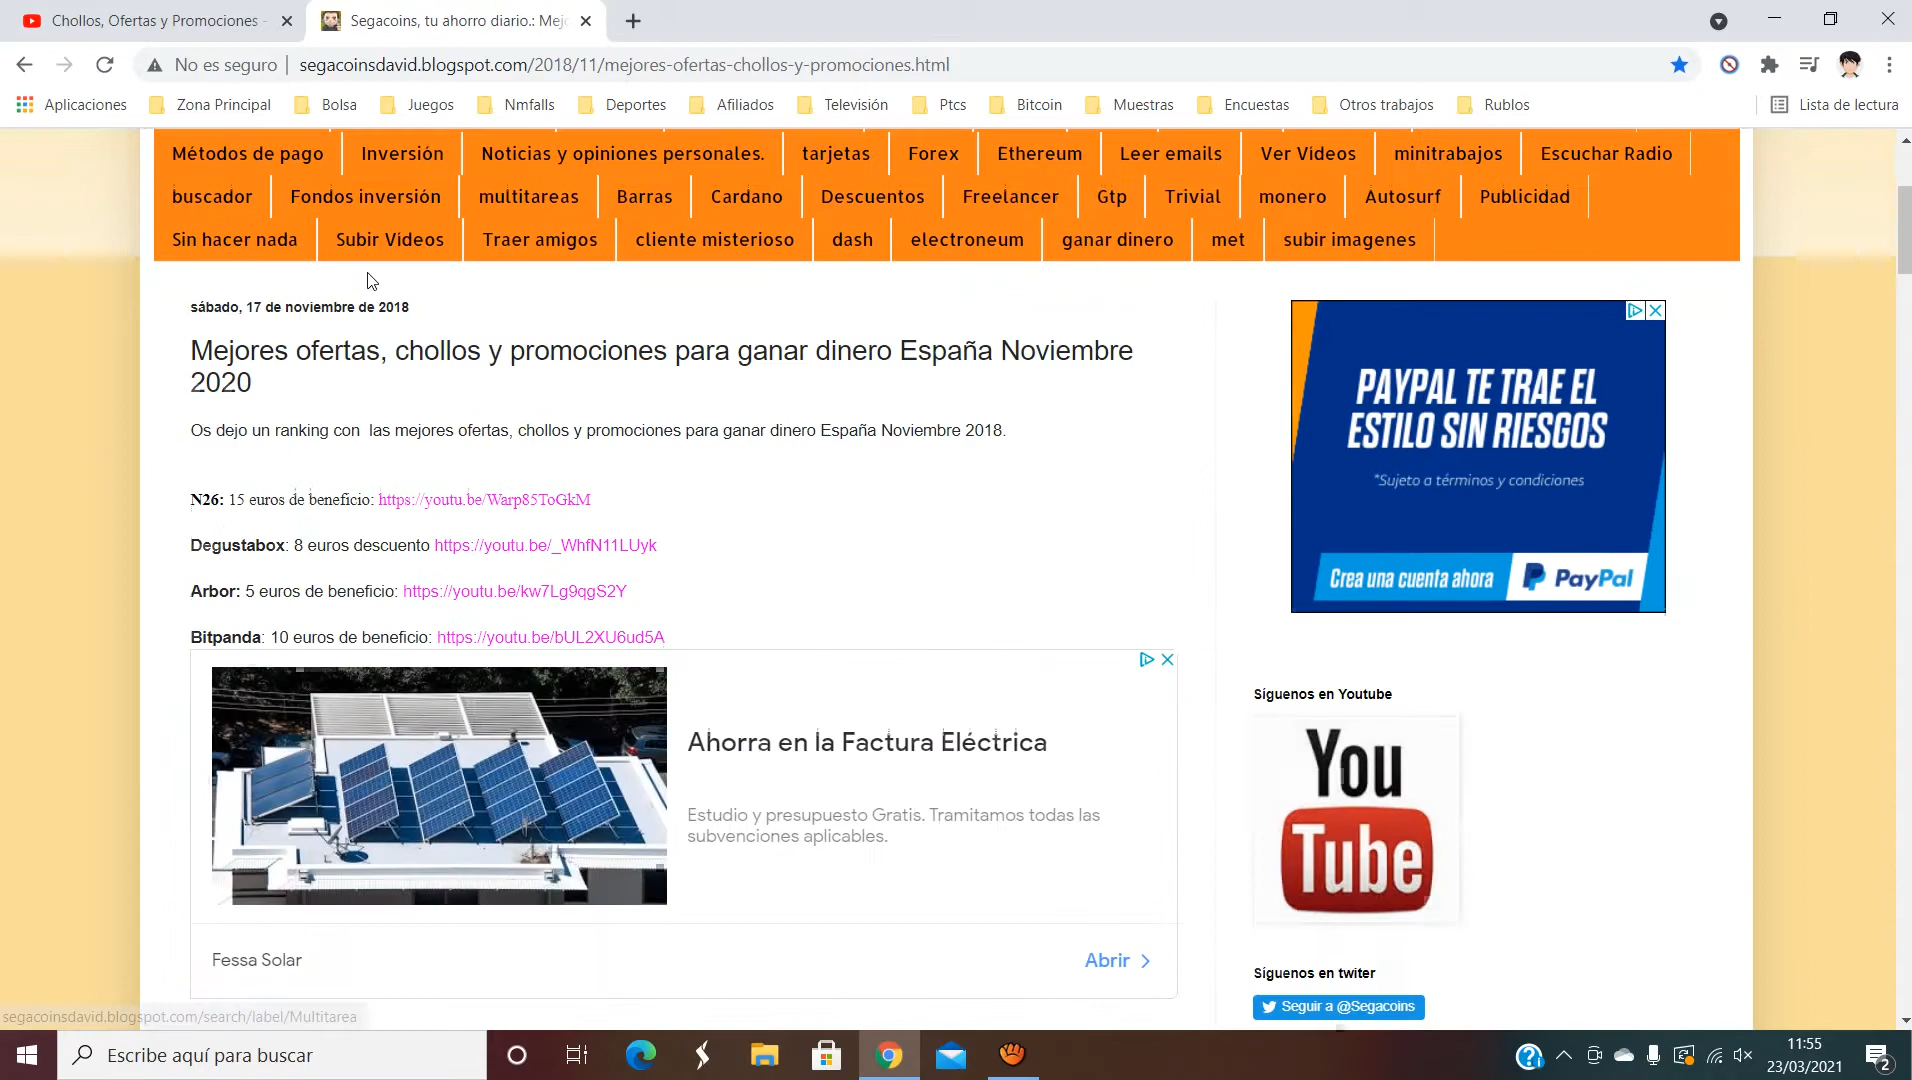 Chollos, Ofertas y Promociones -
Segacoins, tu ahorro diario.: Mej
No es seguro | segacoinsdavid.blogspot.com/2018/11/mejores-ofertas-chollos-y-promociones.html
Aplicaciones Zona Principal Bolsa Juegos Nmfalls Deportes Afiliados Televisión Ptcs Bitcoin Muestras Encuestas Otros trabajos Rublos Lista de lectura
Métodos de pago Inversión Noticias y opiniones personales. tarjetas Forex Ethereum Leer emails Ver Videos minitrabajos Escuchar Radio
buscador Fondos inversión multitareas Barras Cardano Descuentos Freelancer Gtp Trivial monero Autosurf Publicidad
Sin hacer nada Subir Videos Traer amigos cliente misterioso dash electroneum ganar dinero met subir imagenes
sábado, 17 de noviembre de 2018
Mejores ofertas, chollos y promociones para ganar dinero España Noviembre
2020
Os dejo un ranking con las mejores ofertas, chollos y promociones para ganar dinero España Noviembre 2018.
N26: 15 euros de beneficio: https://youtu.be/Warp85ToGkM
Degustabox: 8 euros descuento https://youtu.be/_WhfN11LUyk
Arbor: 5 euros de beneficio: https://youtu.be/kw7Lg9qgS2Y
Bitpanda: 10 euros de beneficio: https://youtu.be/bUL2XU6ud5A
Ahorra en la Factura Eléctrica
Estudio y presupuesto Gratis. Tramitamos todas las
subvenciones aplicables.
Fessa Solar
Abrir
PAYPAL TE TRAE EL
ESTILO SIN RIESGOS
*Sujeto a términos y condiciones
Crea una cuenta ahora PayPal
Síguenos en Youtube
You
Tube
Síguenos en twiter
Seguir a @Segacoins
segacoinsdavid.blogspot.com/search/label/Multitarea
Escribe aquí para buscar
11:55
23/03/2021
2